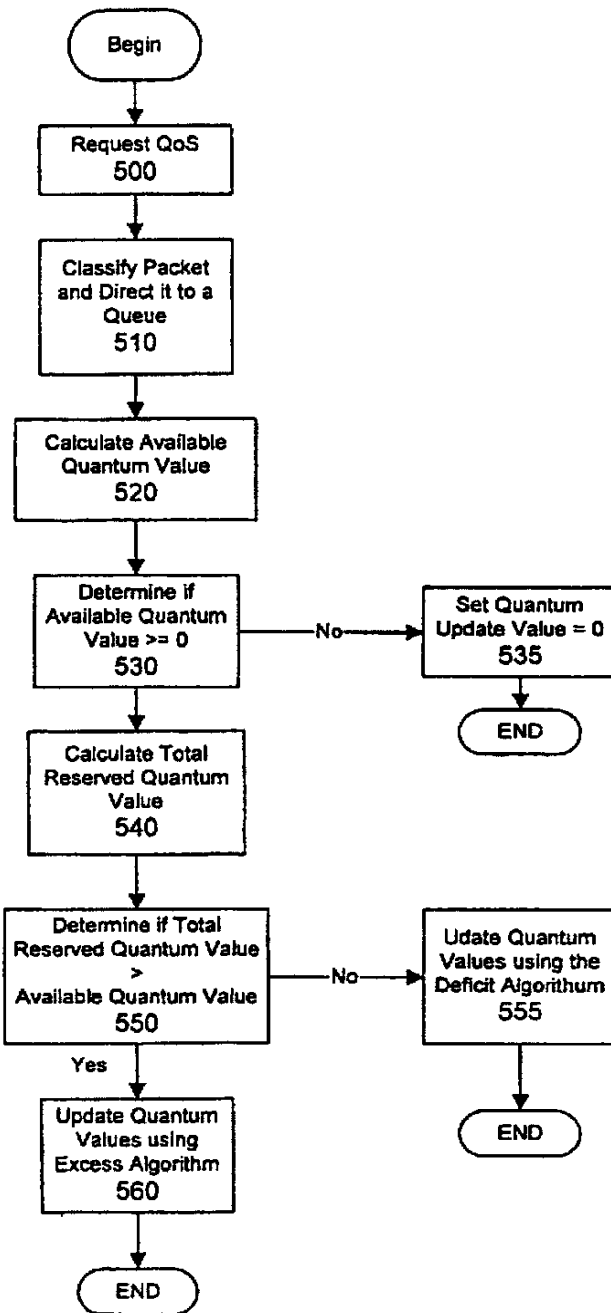 Begin
Request QoS
500
Classify Packet
and Direct it to a
Queue
510
Calculate Available
Quantum Value
520
Determine if
Available Quantum
Value >= 0
530
No
Set Quantum
Update Value = 0
535
END
Calculate Total
Reserved Quantum
Value
540
Determine if Total
Reserved Quantum Value
>
Available Quantum Value
550
No
Udate Quantum
Values using the
Deficit Algorithum
555
END
Yes
Update Quantum
Values using
Excess Algorithm
560
END